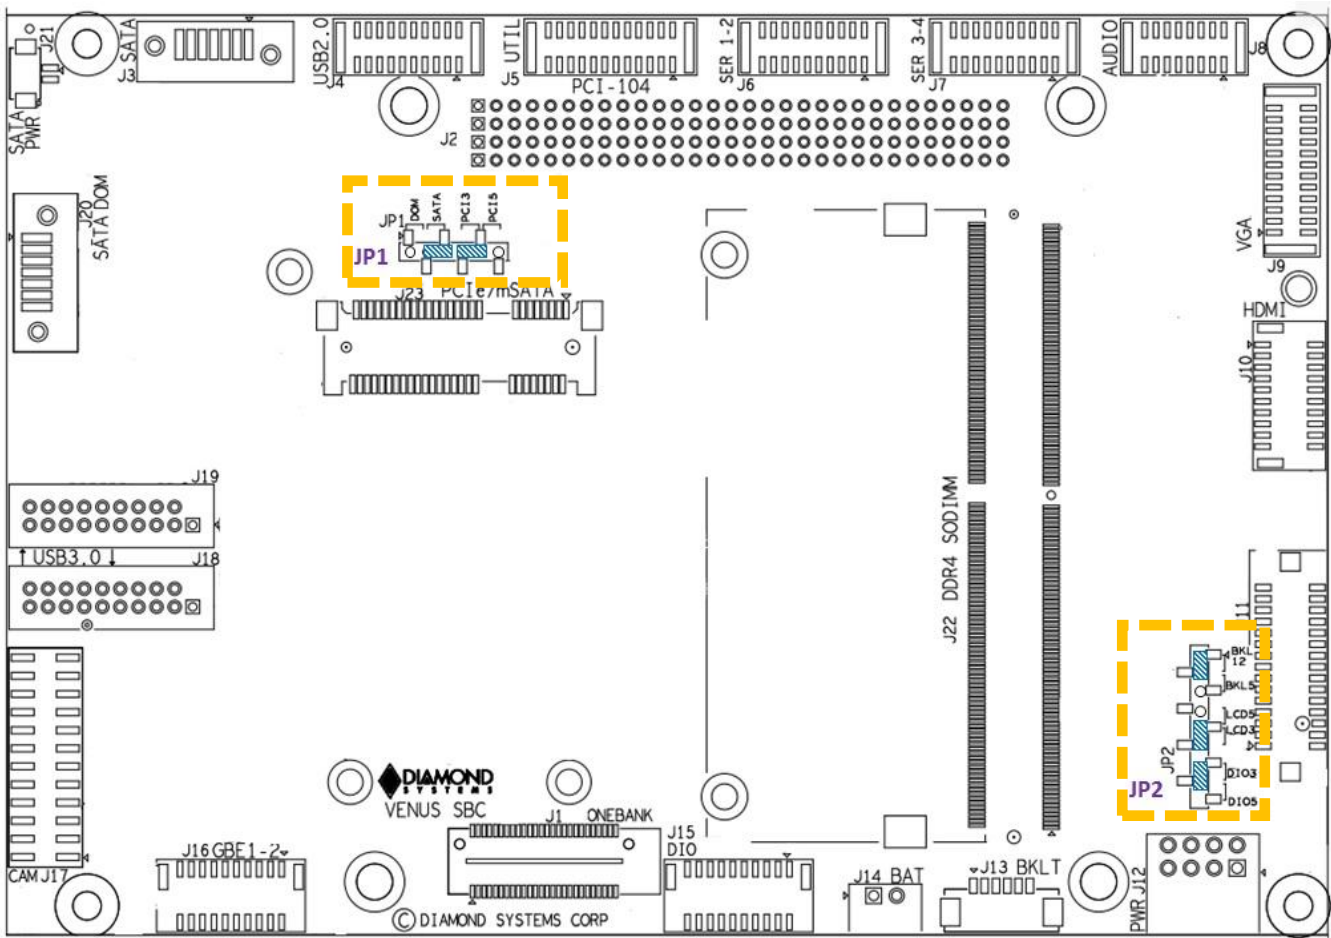 J21
SATA
J3
USB2.0
J4
UTIL
J5
SER 1-2
J6
SER 3-4
J7
AUDIO
J8
SATA
PWR
PCI-104
J2
J20
SATA DOM
DOM
SATA
PCI3
PCI5
JP1
JP1
J23 PCIe/mSATA
VGA
J9
HDMI
J10
J19
↑ USB3.0 ↓
J18
J22 DDR4 SODIMM
11
BKL
12
BKL5
LCD5
LCD3
JP2
DIO3
JP2
DIO5
DIAMOND
SYSTEMS
VENUS SBC
J1 ONEBANK
J15
DIO
J16 GBE1-2
CAM J17
© DIAMOND SYSTEMS CORP
J14 BAT
J13 BKLT
PWR J12